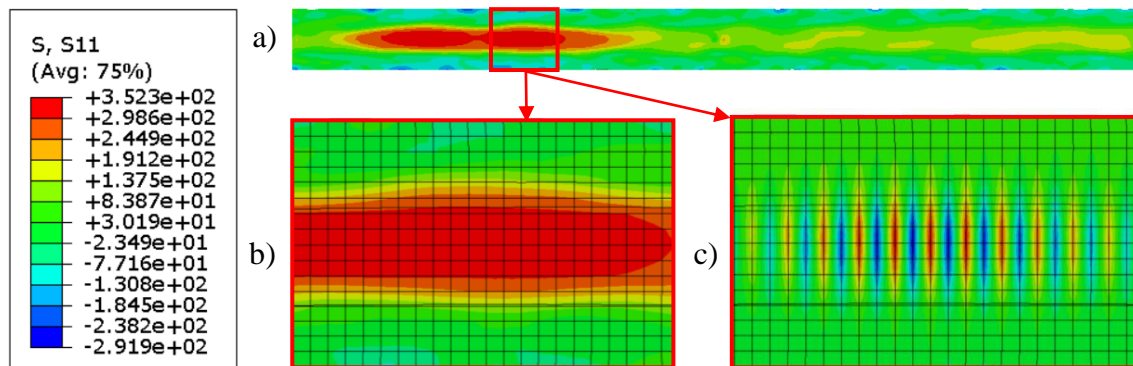 S, S11
(Avg: 75%)
+3.523e+02
+2.986e+02
+2.449e+02
+1.912e+02
+1.375e+02
+8.387e+01
+3.019e+01
-2.349e+01
-7.716e+01
-1.308e+02
-1.845e+02
-2.382e+02
-2.919e+02
a)
b)
c)